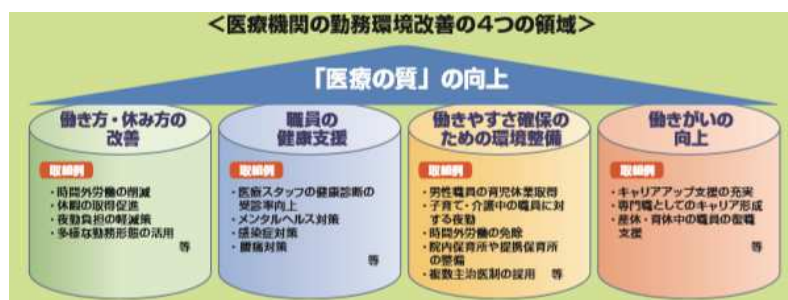 ＜医療機関の勤務環境改善の4つの領域＞
「医療の質」の向上
働き方・休み方の
改善
取組例
・時間外労働の削減
・休暇の取得促進
・夜勤負担の軽減策
・多様な勤務形態の活用
等
職員の
健康支援
取組例
・医療スタッフの健康診断の
受診率向上
・メンタルヘルス対策
・感染症対策
・腰痛対策
等
働きやすさ確保の
ための環境整備
取組例
・男性職員の育児休業取得
・子育て・介護中の職員に対
する夜勤
・時間外労働の免除
・院内保育所や提携保育所
の整備
・複数主治医制の採用　等
働きがいの
向上
取組例
・キャリアアップ支援の充実
・専門職としてのキャリア形成
・産休・育休中の職員の復職
支援
等